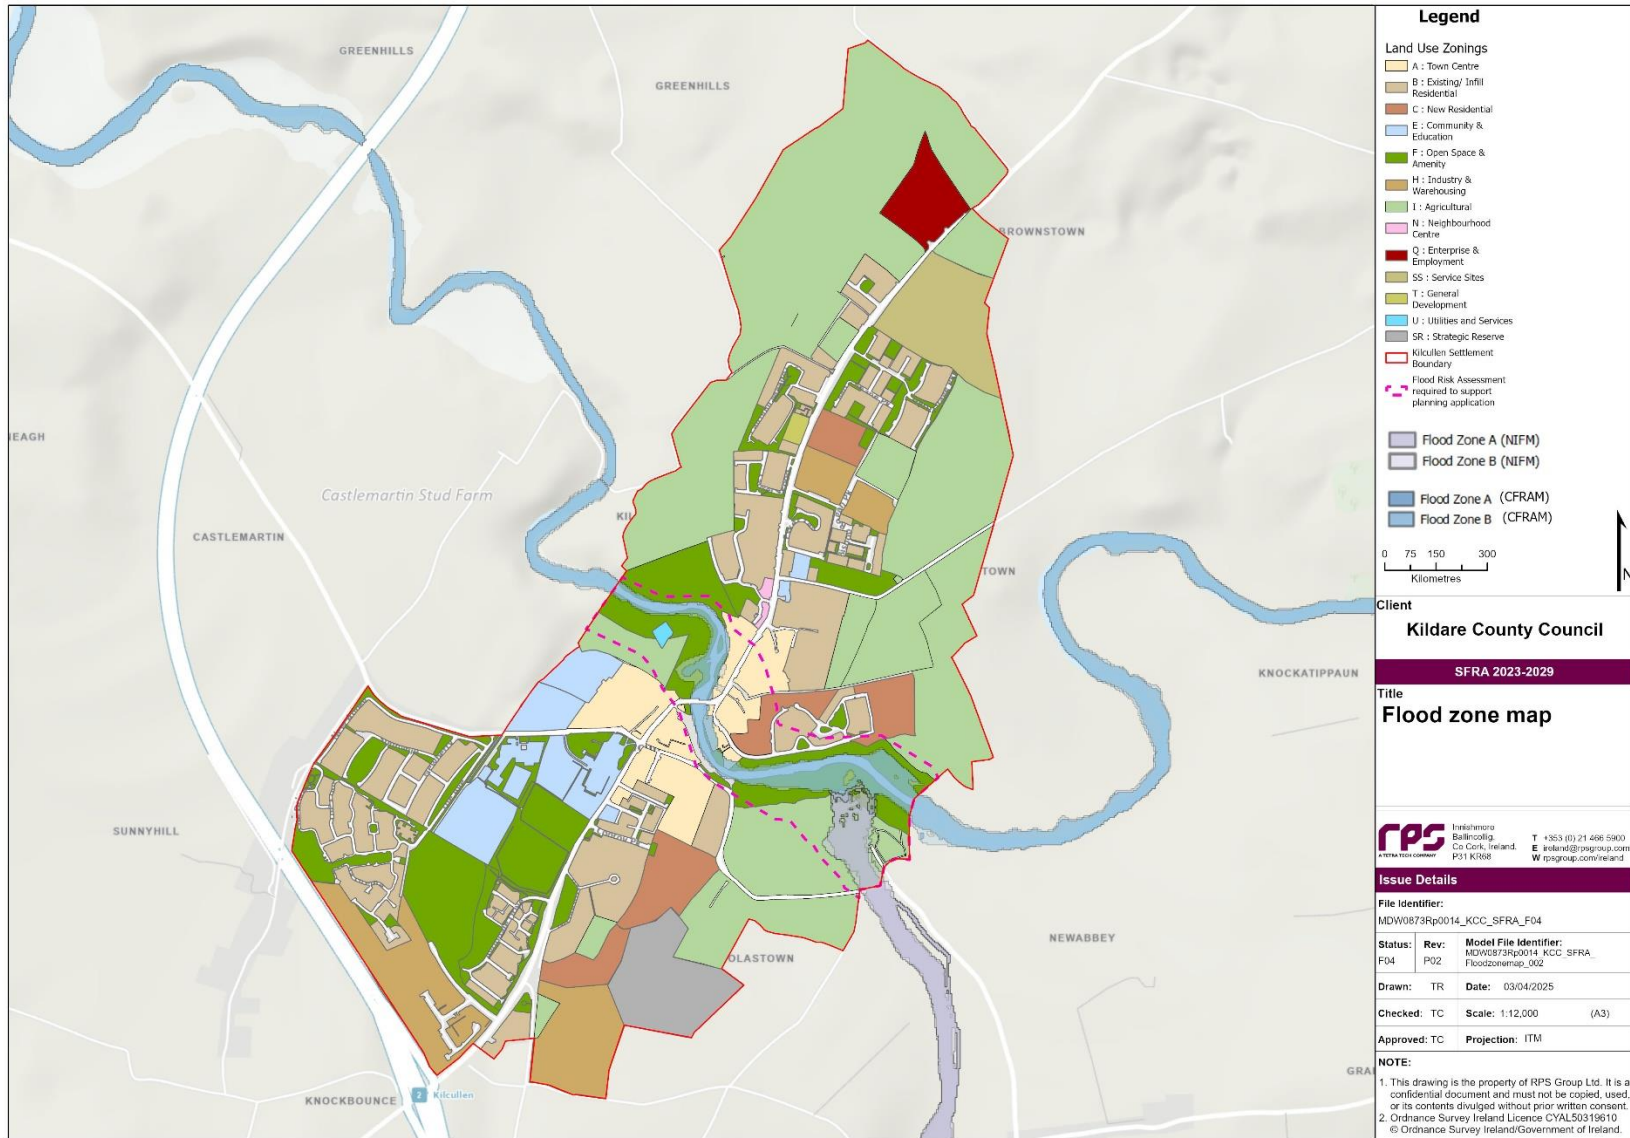 GREENHILLS
GREENHILLS
BROWNSTOWN
Castlemartin Stud Farm
CASTLEMARTIN
TOWN
KNOCKATIPPAUN
SUNNYHILL
OLASTOWN
NEWABBEY
KNOCKBOUNCE
2 Kilcullen
Legend
Land Use Zonings
A : Town Centre
B : Existing/ Infill
Residential
C : New Residential
E : Community &
Education
F : Open Space &
Amenity
H : Industry &
Warehousing
I : Agricultural
N : Neighbourhood
Centre
Q : Enterprise &
Employment
SS : Service Sites
T : General
Development
U : Utilities and Services
SR : Strategic Reserve
Kilcullen Settlement
Boundary
Flood Risk Assessment
required to support
planning application
Flood Zone A (NIFM)
Flood Zone B (NIFM)
Flood Zone A (CFRAM)
Flood Zone B (CFRAM)
0 75 150 300
Kilometres
N
Client
Kildare County Council
SFRA 2023-2029
Title
Flood zone map
rps
A TETRA TECH COMPANY
Innishmore
Ballincollig,
Co Cork, Ireland.
P31 KR68
T +353 (0) 21 466 5900
E ireland@rpsgroup.com
W rpsgroup.com/ireland
Issue Details
File Identifier:
MDW0873Rp0014_KCC_SFRA_F04
Status: F04
Rev: P02
Model File Identifier:
MDW0873Rp0014_KCC_SFRA_
Floodzonemap_002
Drawn: TR Date: 03/04/2025
Checked: TC Scale: 1:12,000 (A3)
Approved: TC Projection: ITM
NOTE:
1. This drawing is the property of RPS Group Ltd. It is a
confidential document and must not be copied, used,
or its contents divulged without prior written consent.
2. Ordnance Survey Ireland Licence CYAL50319610
© Ordnance Survey Ireland/Government of Ireland.